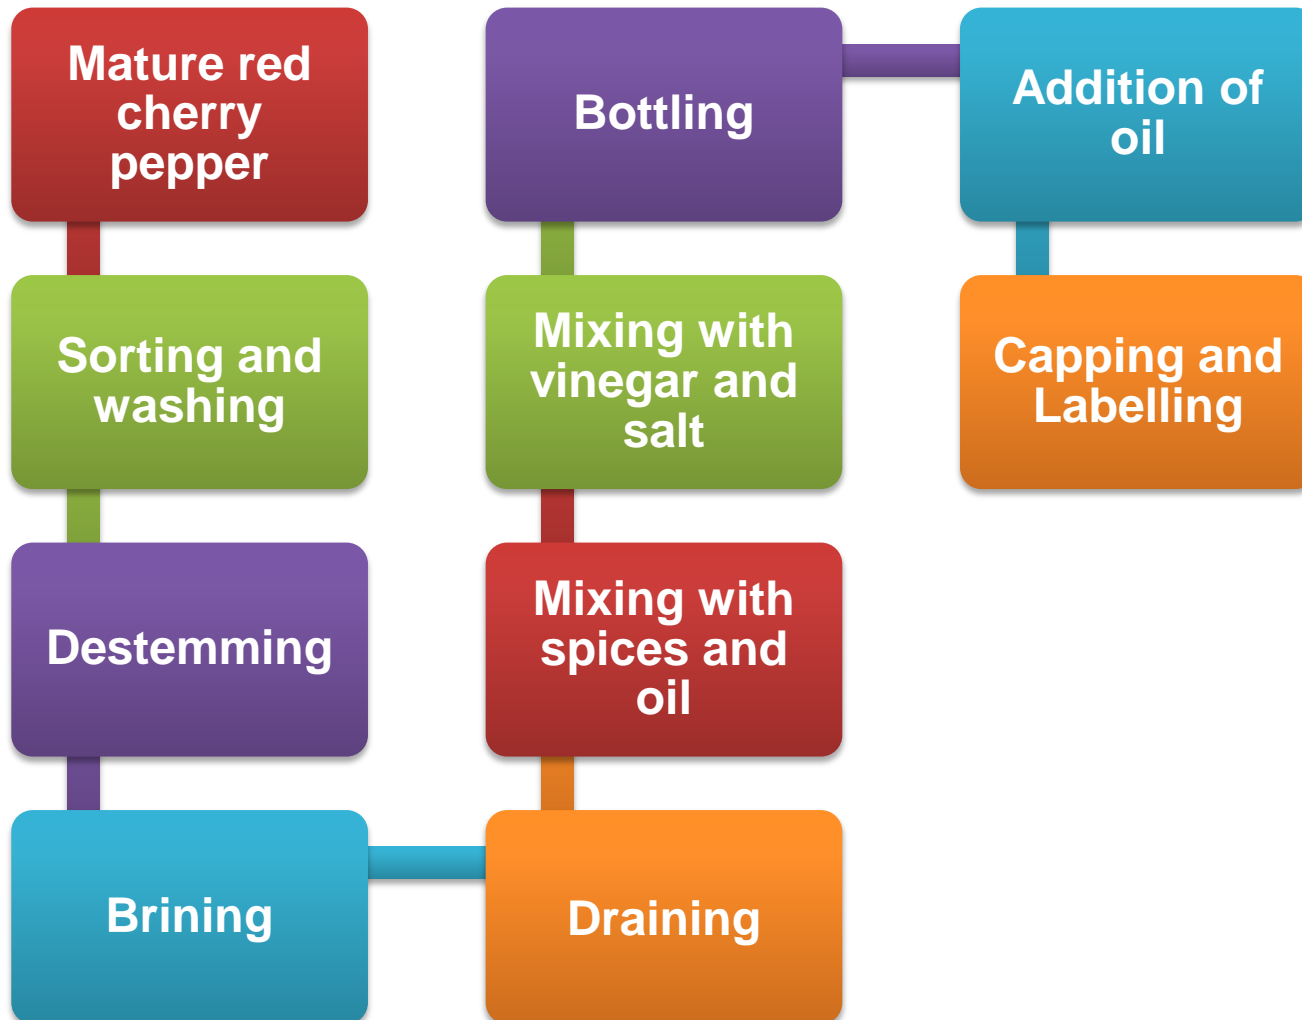 Mature red
cherry
pepper
Sorting and
washing
Destemming
Brining
Draining
Mixing with
spices and
oil
Mixing with
vinegar and
salt
Bottling
Addition of
oil
Capping and
Labelling